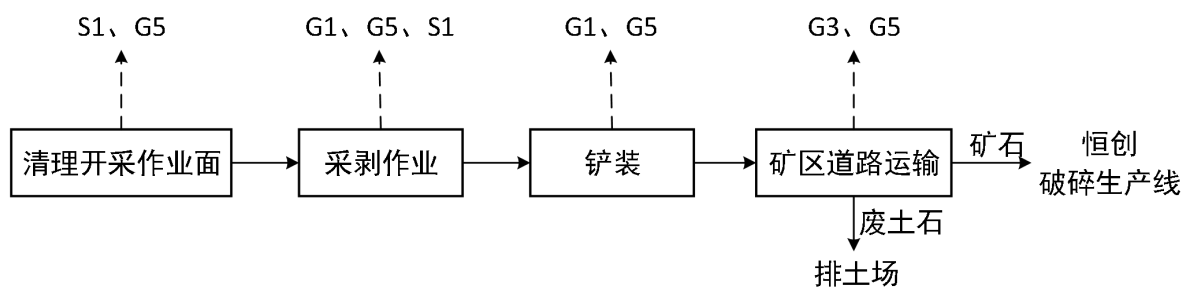 S1、G5
G1、G5、S1
G1、G5
G3、G5
清理开采作业面
采剥作业
铲装
矿区道路运输
矿石
恒创
破碎生产线
废土石
排土场